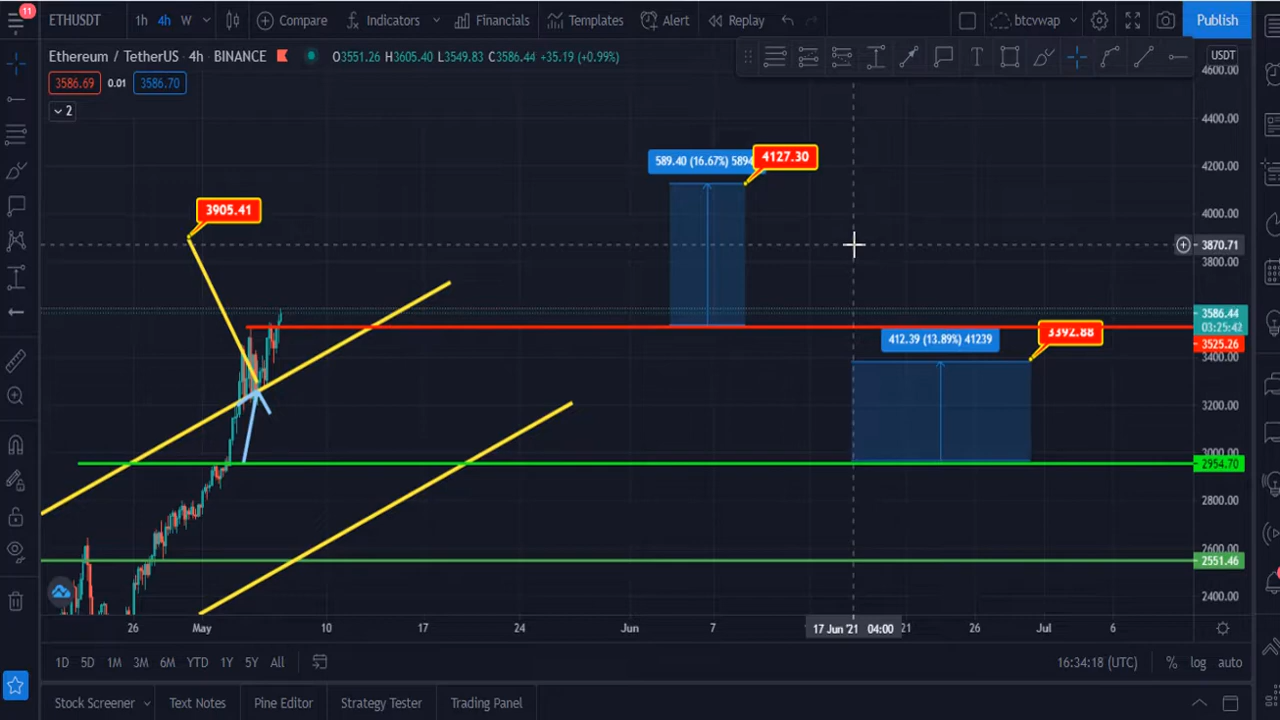 11
ETHUSDT
1h 4h W
Compare
Indicators
Financials
Templates
Alert
Replay
btcvwap
Publish
Ethereum / TetherUS 4h BINANCE
O3551.26 H3605.40 L3549.83 C3586.44 +35.19 (+0.99%)
USDT
3586.69 0.01 3586.70
2
4600.00
4400.00
4200.00
4000.00
3870.71
3800.00
3586.44
03:25:42
3525.26
3400.00
3200.00
3000.00
2954.70
2800.00
2600.00
2551.46
2400.00
589.40 (16.67%) 5894
4127.30
3905.41
412.39 (13.89%) 41239
3392.88
26 May 10 17 24 Jun 7 17 Jun '21 04:00 21 26 Jul 6
1D 5D 1M 3M 6M YTD 1Y 5Y All
16:34:18 (UTC) % log auto
Stock Screener Text Notes Pine Editor Strategy Tester Trading Panel